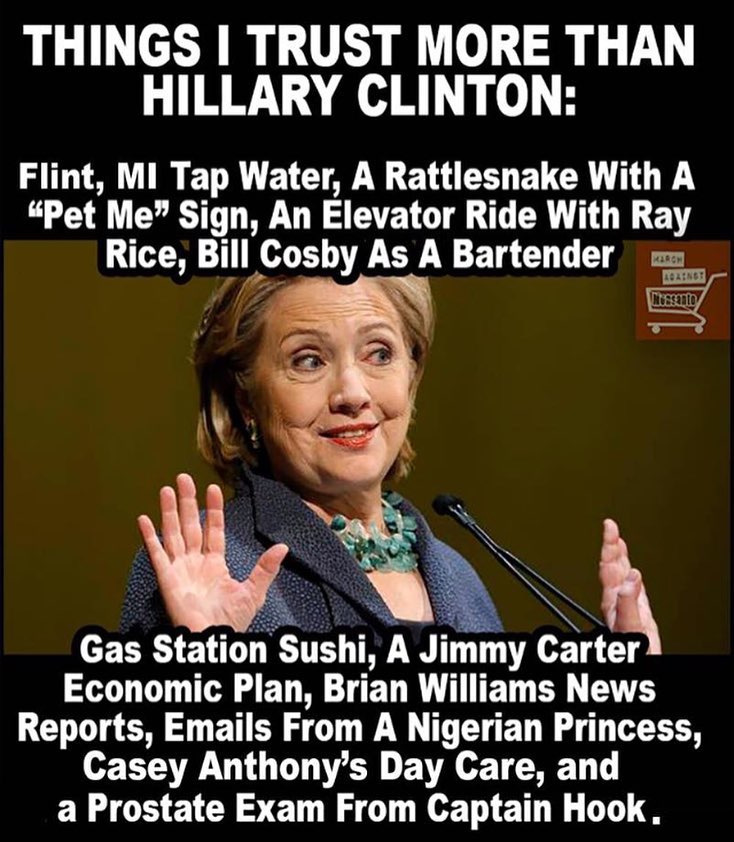 THINGS I TRUST MORE THAN
HILLARY CLINTON:
Flint, MI Tap Water, A Rattlesnake With A
“Pet Me” Sign, An Elevator Ride With Ray
Rice, Bill Cosby As A Bartender
MARCH
AGAINST
Monsanto
Gas Station Sushi, A Jimmy Carter
Economic Plan, Brian Williams News
Reports, Emails From A Nigerian Princess,
Casey Anthony’s Day Care, and
a Prostate Exam From Captain Hook.